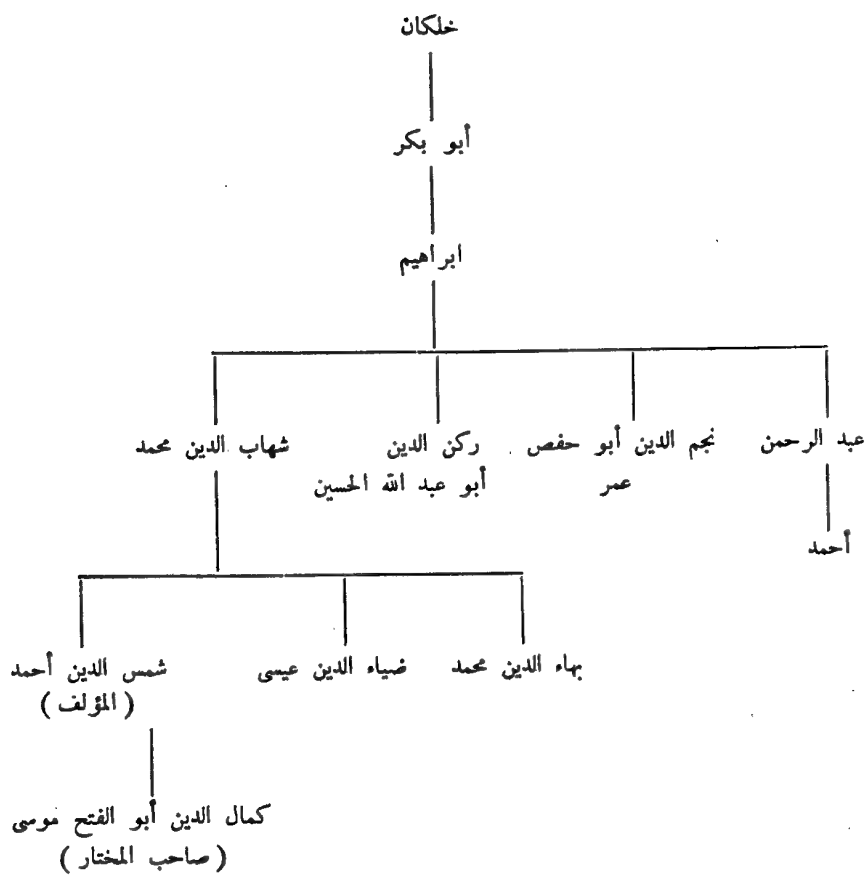 خلكان
أبو بكر
ابراهيم
عبد الرحمن
نجم الدين أبو حفص
عمر
ركن الدين
أبو عبد الله الحسين
شهاب الدين محمد
أحمد
بهاء الدين محمد
ضياء الدين عيسى
شمس الدين أحمد
( المؤلف )
كمال الدين أبو الفتح موسى
( صاحب المختار )